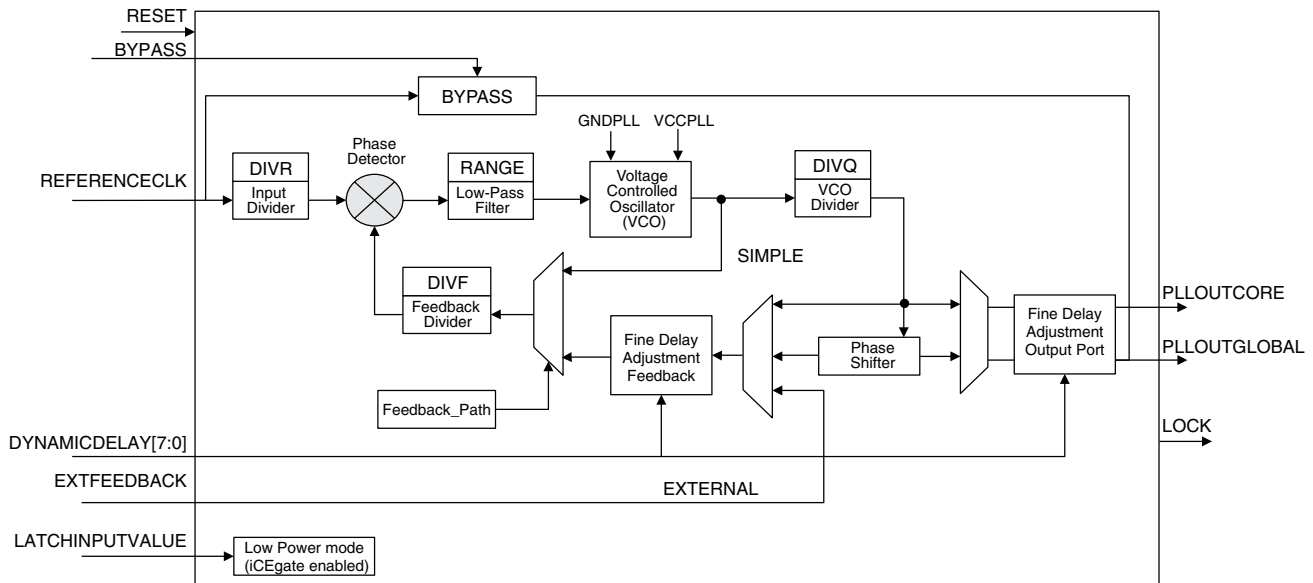 RESET
BYPASS
BYPASS
GNDPLL VCCPLL
Phase
Detector
REFERENCECLK
DIVR
Input
Divider
RANGE
Low-Pass
Filter
Voltage
Controlled
Oscillator
(VCO)
DIVQ
VCO
Divider
SIMPLE
DIVF
Feedback
Divider
Fine Delay
Adjustment
Feedback
Phase
Shifter
Fine Delay
Adjustment
Output Port
PLLOUTCORE
PLLOUTGLOBAL
Feedback_Path
LOCK
DYNAMICDELAY[7:0]
EXTFEEDBACK
EXTERNAL
LATCHINPUTVALUE
Low Power mode
(iCEgate enabled)